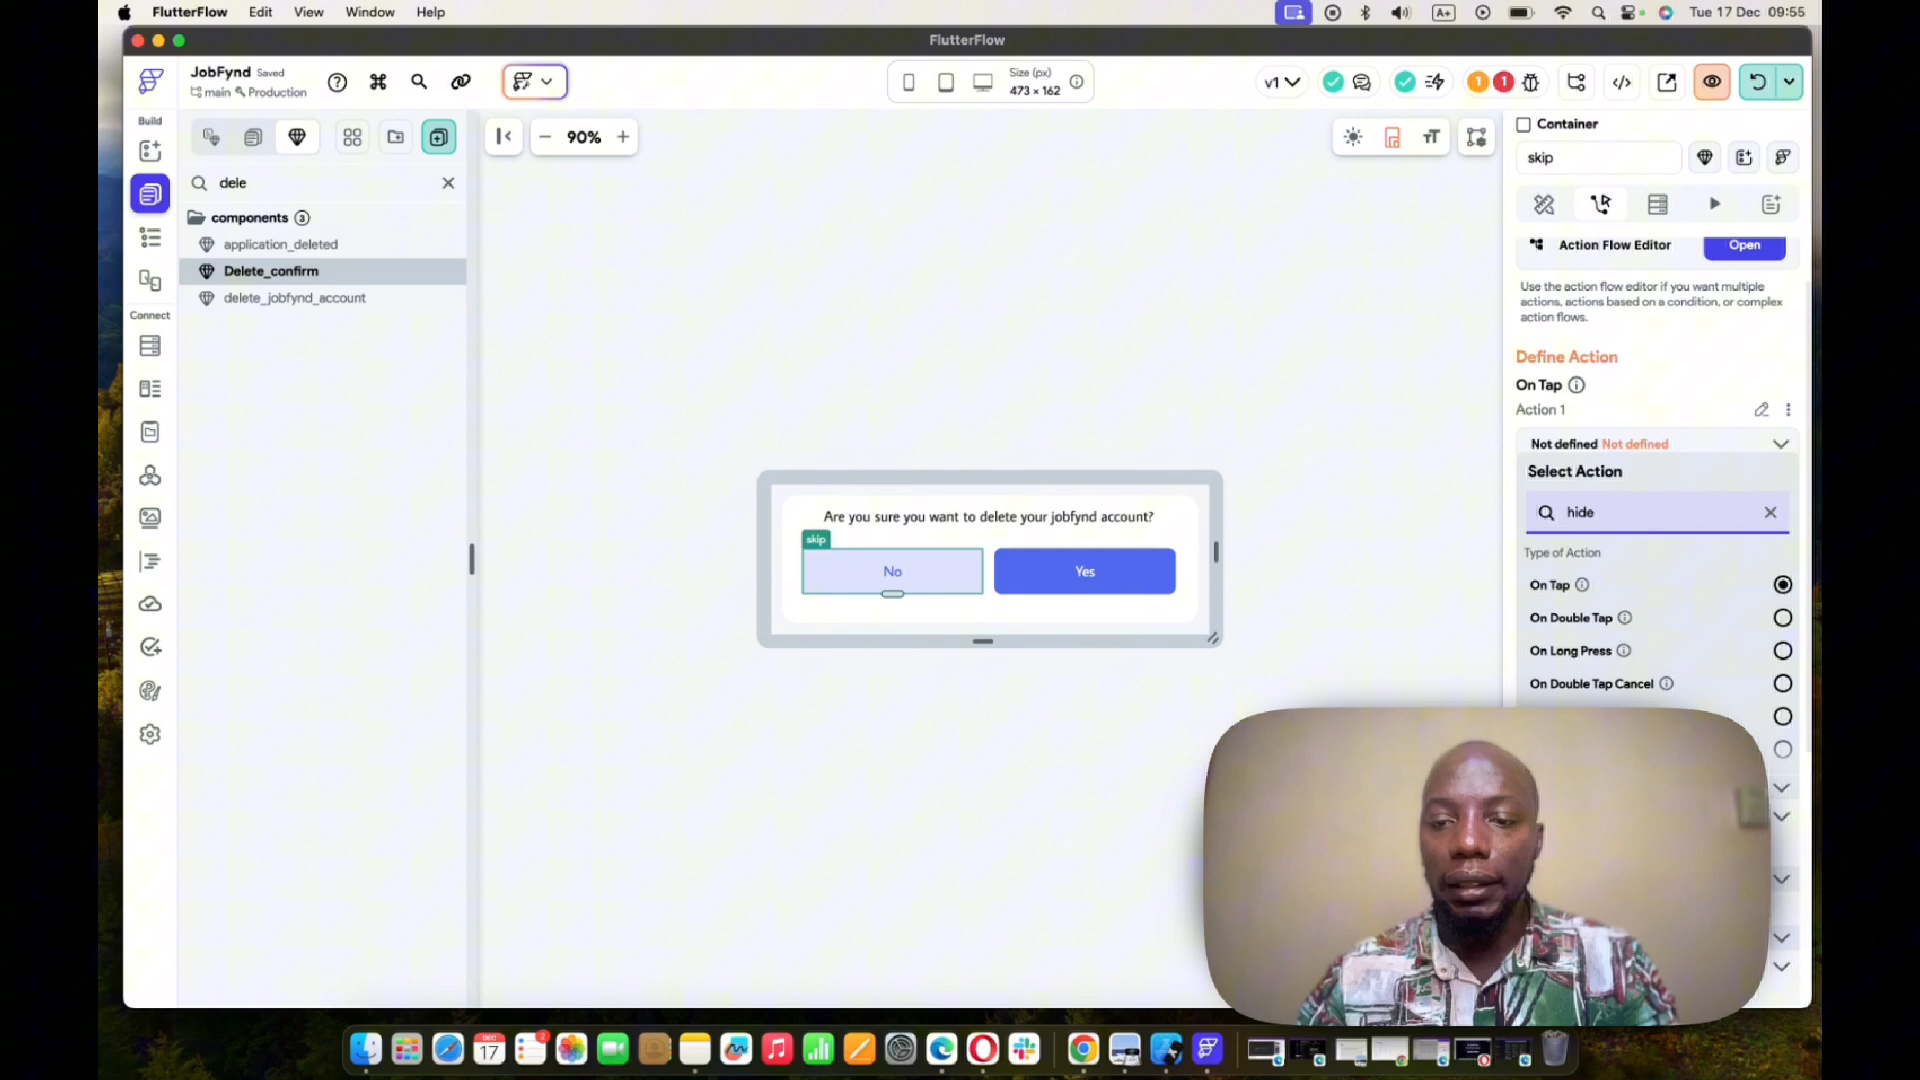 FlutterFlow Edit View Window Help
Tue 17 Dec 09:55
FlutterFlow
JobFynd Saved
main Production
Size (px)
473 × 162
v1
1
1
Build
90%
dele
components 3
application_deleted
Delete_confirm
delete_jobfynd_account
Connect
Are you sure you want to delete your jobfynd account?
skip
No
Yes
Container
skip
Action Flow Editor
Open
Use the action flow editor if you want multiple
actions, actions based on a condition, or complex
action flows.
Define Action
On Tap
Action 1
Not defined Not defined
Select Action
hide
Type of Action
On Tap
On Double Tap
On Long Press
On Double Tap Cancel
DEC
17